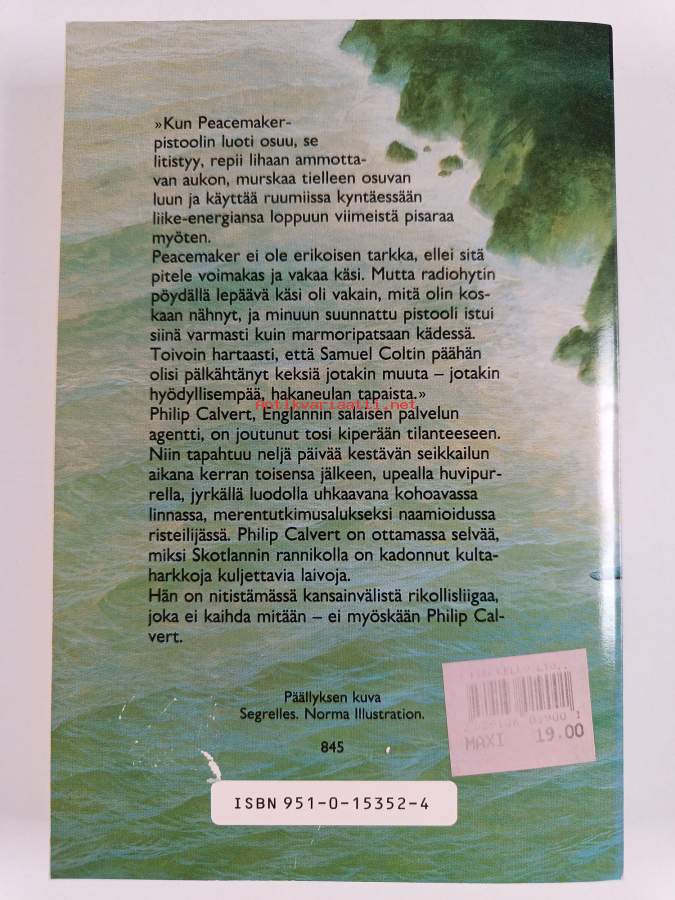 »Kun Peacemaker-
pistoolin luoti osuu, se
litistyy, repii lihaan ammotta-
van aukon, murskaa tielleen osuvan
luun ja käyttää ruumiissa kyntäessään
liike-energiansa loppuun viimeistä pisaraa
myöten.
Peacemaker ei ole erikoisen tarkka, ellei sitä
pitele voimakas ja vakaa käsi. Mutta radiohytin
pöydällä lepäävä käsi oli vakain, mitä olin kos-
kaan nähnyt, ja minuun suunnattu pistooli istui
siinä varmasti kuin marmoripatsaan kädessä.
Toivoin hartaasti, että Samuel Coltin päähän
olisi pälkähtänyt keksiä jotakin muuta – jotakin
hyödyllisempää, hakaneulan tapaista.»
Antikvariaatit.net
Philip Calvert, Englannin salaisen palvelun
agentti, on joutunut tosi kiperään tilanteeseen.
Niin tapahtuu neljä päivää kestävän seikkailun
aikana kerran toisensa jälkeen, upealla huvipur-
rella, jyrkällä luodolla uhkaavana kohoavassa
linnassa, merentutkimusalukseksi naamioidussa
risteilijässä. Philip Calvert on ottamassa selvää,
miksi Skotlannin rannikolla on kadonnut kulta-
harkkoja kuljettavia laivoja.
Hän on nitistämässä kansainvälistä rikollisliigaa,
joka ei kaihda mitään – ei myöskään Philip Cal-
vert.
Päällyksen kuva
Segrelles. Norma Illustration.
845
MAXI 19.00
ISBN 951-0-15352-4